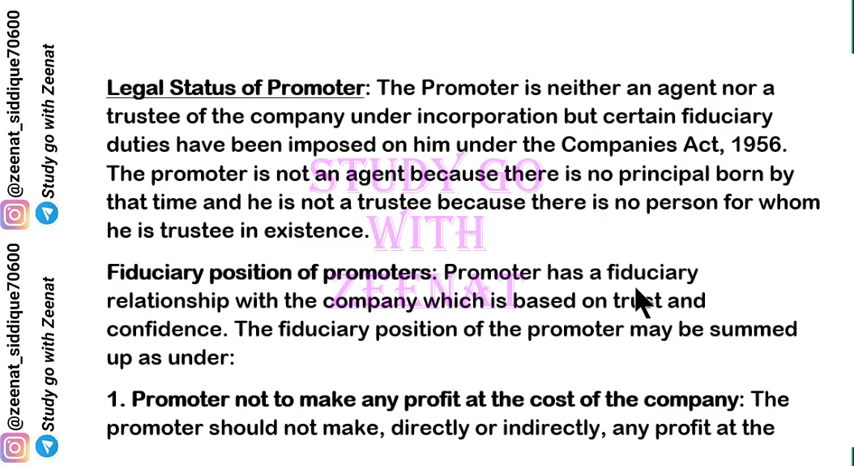 Legal Status of Promoter: The Promoter is neither an agent nor a
trustee of the company under incorporation but certain fiduciary
duties have been imposed on him under the Companies Act, 1956.
The promoter is not an agent because there is no principal born by
that time and he is not a trustee because there is no person for whom
he is trustee in existence.
Fiduciary position of promoters: Promoter has a fiduciary
relationship with the company which is based on trust and
confidence. The fiduciary position of the promoter may be summed
up as under:
1. Promoter not to make any profit at the cost of the company: The
promoter should not make, directly or indirectly, any profit at the
STUDY GO
WITH
ZEENAT
@zeenat_siddique70600
Study go with Zeenat
@zeenat_siddique70600
Study go with Zeenat